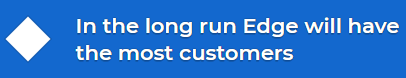 In the long run Edge will have
the most customers